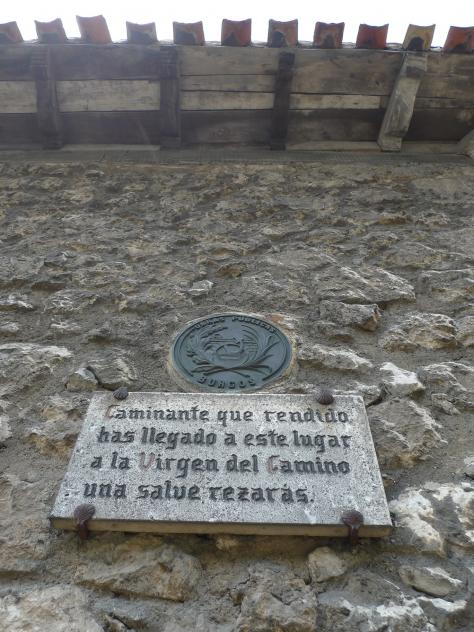 BURGOS
Caminante que rendido
has llegado a este lugar
a la Virgen del Camino
una salve rezarás.